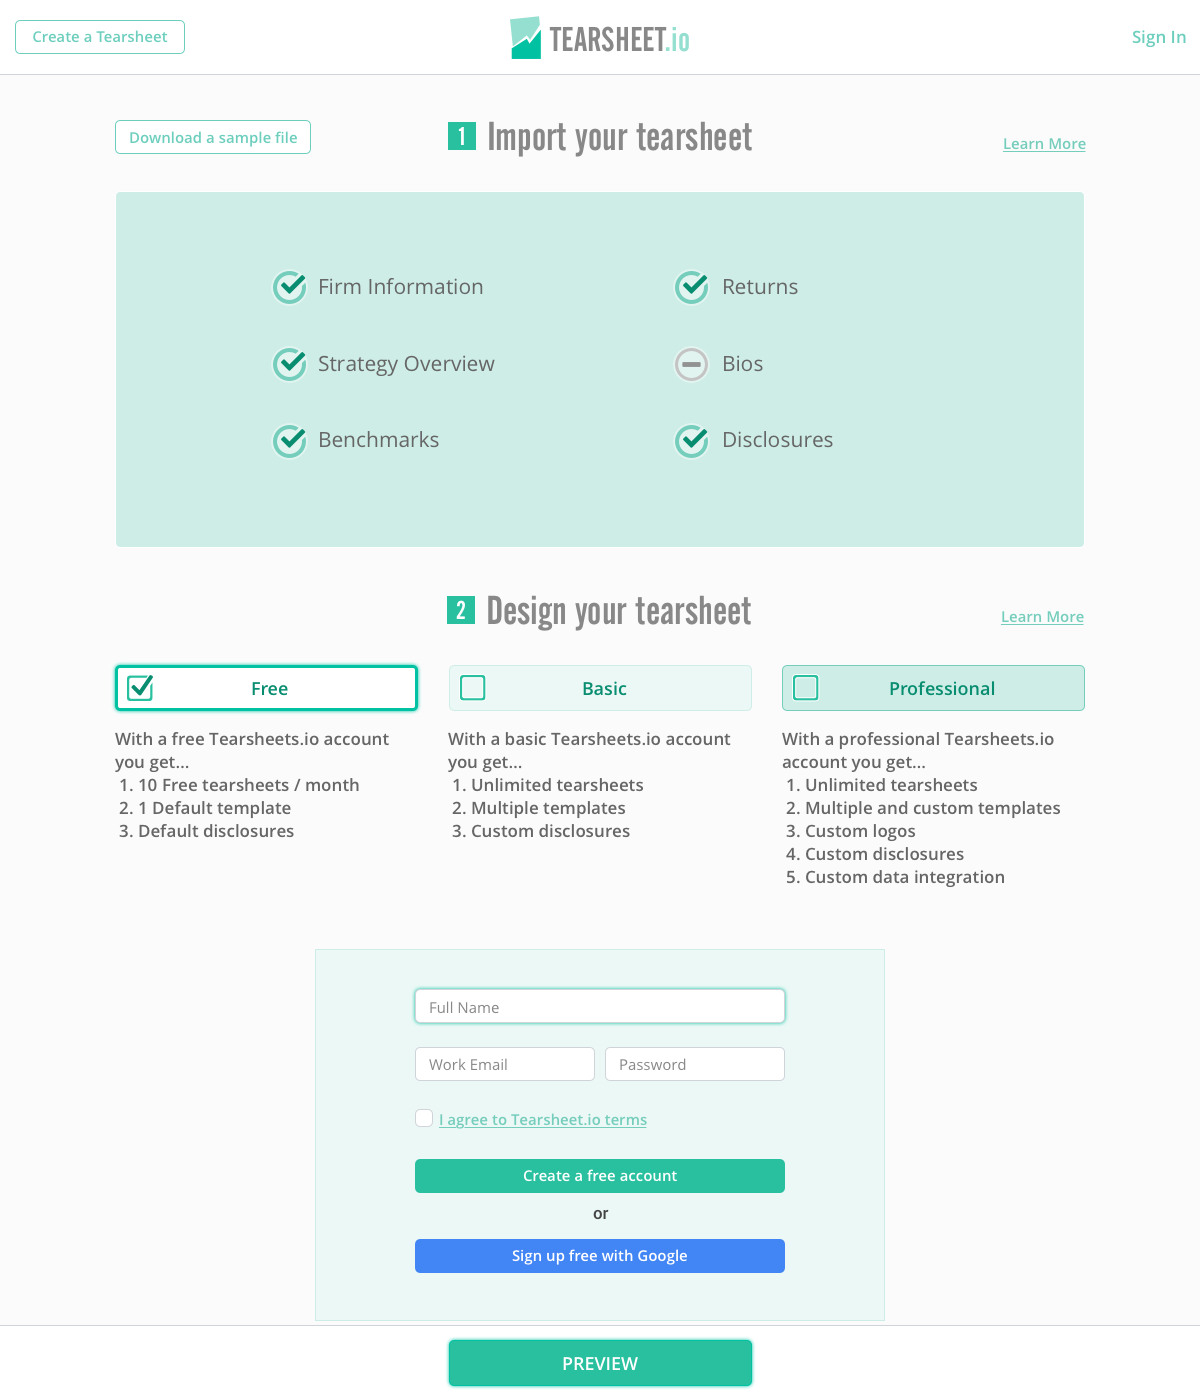 Create a Tearsheet
TEARSHEET.io
Sign In
Download a sample file
1 Import your tearsheet
Learn More
Firm Information
Returns
Strategy Overview
Bios
Benchmarks
Disclosures
2 Design your tearsheet
Learn More
Free
Basic
Professional
With a free Tearsheets.io account
you get...
1. 10 Free tearsheets / month
2. 1 Default template
3. Default disclosures
With a basic Tearsheets.io account
you get...
1. Unlimited tearsheets
2. Multiple templates
3. Custom disclosures
With a professional Tearsheets.io
account you get...
1. Unlimited tearsheets
2. Multiple and custom templates
3. Custom logos
4. Custom disclosures
5. Custom data integration
Full Name
Work Email
Password
I agree to Tearsheet.io terms
Create a free account
or
Sign up free with Google
PREVIEW